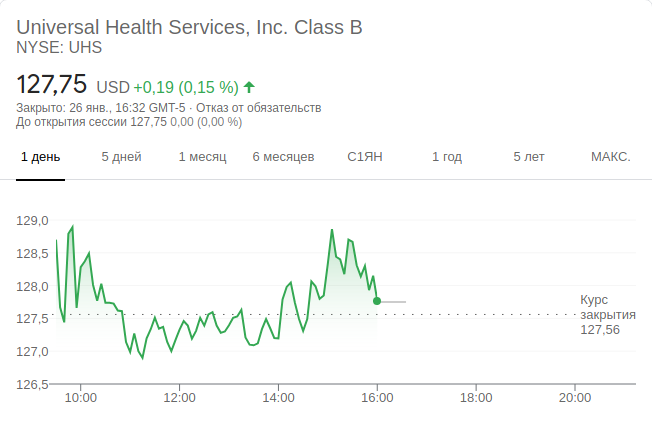 Universal Health Services, Inc. Class B
NYSE: UHS
127,75 USD +0,19 (0,15 %)
Закрыто: 26 янв., 16:32 GMT-5 · Отказ от обязательств
До открытия сессии 127,75 0,00 (0,00 %)
1 день 5 дней 1 месяц 6 месяцев С1ЯН 1 год 5 лет МАКС.
129,0
128,5
128,0
127,5
127,0
126,5
Курс
закрытия
127,56
10:00 12:00 14:00 16:00 18:00 20:00